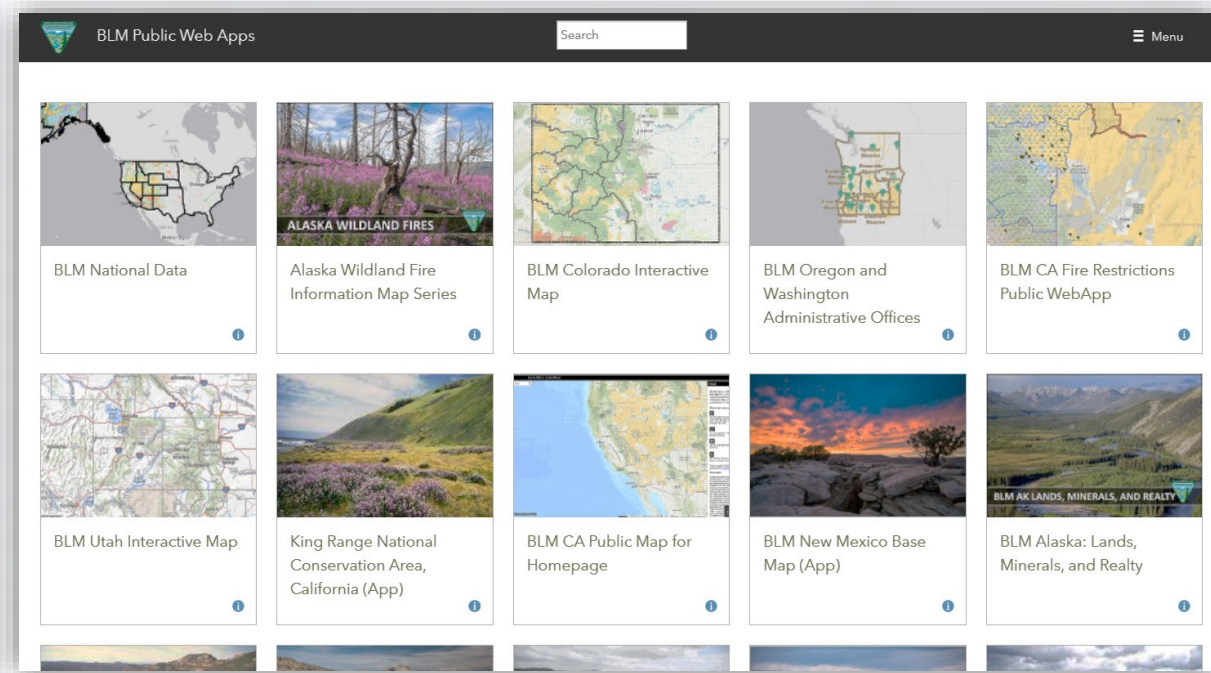 BLM Public Web Apps
Search
Menu
ALASKA WILDLAND FIRES
BLM National Data
Alaska Wildland Fire
Information Map Series
BLM Colorado Interactive
Map
BLM Oregon and
Washington
Administrative Offices
BLM CA Fire Restrictions
Public WebApp
BLM AK LANDS, MINERALS, AND REALTY
BLM Utah Interactive Map
King Range National
Conservation Area,
California (App)
BLM CA Public Map for
Homepage
BLM New Mexico Base
Map (App)
BLM Alaska: Lands,
Minerals, and Realty